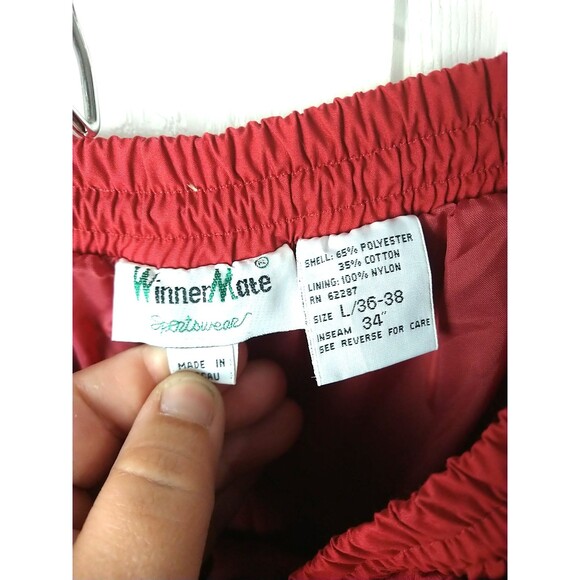 WinnerMate ®
Sportswear
MADE IN
SHELL: 65% POLYESTER
35% COTTON
LINING: 100% NYLON
RN 62287
SIZE L/36-38
INSEAM 34"
SEE REVERSE FOR CARE